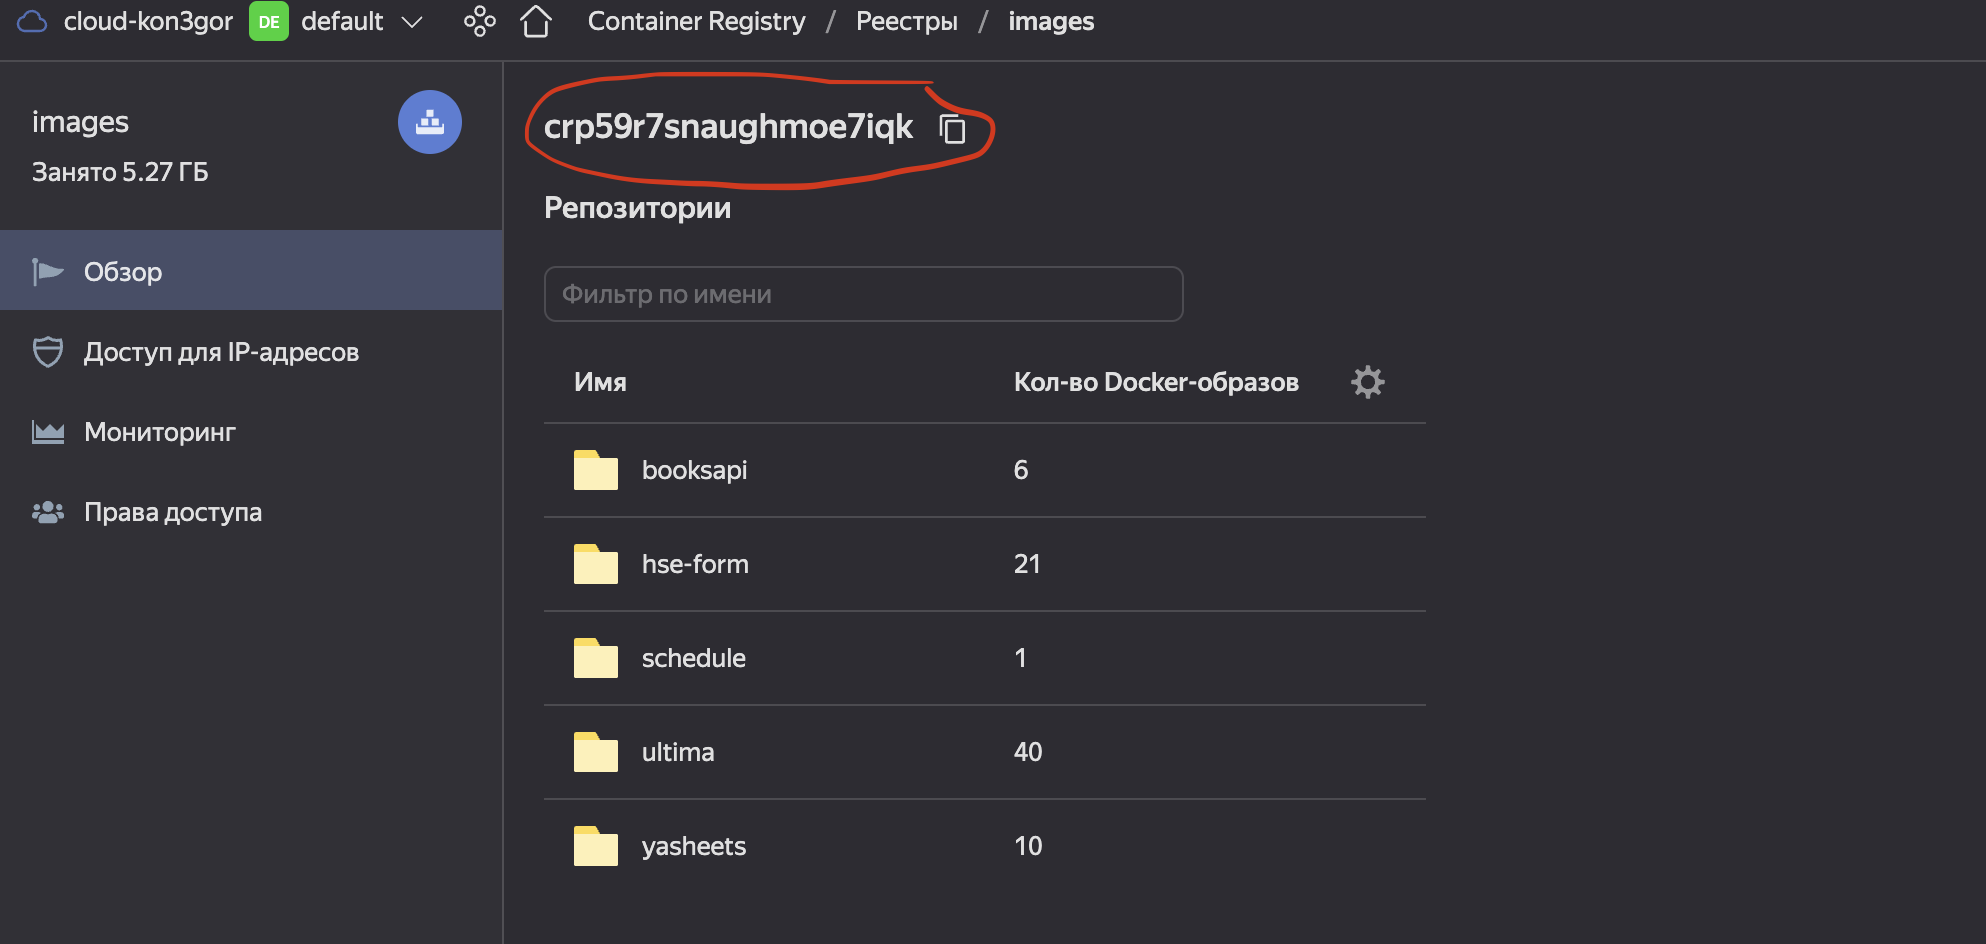 cloud-kon3gor DE default Container Registry / Реестры / images
images
Занято 5.27 ГБ
Обзор
Доступ для IP-адресов
Мониторинг
Права доступа
crp59r7snaughmoe7iqk
Репозитории
Фильтр по имени
Имя Кол-во Docker-образов
booksapi 6
hse-form 21
schedule 1
ultima 40
yasheets 10